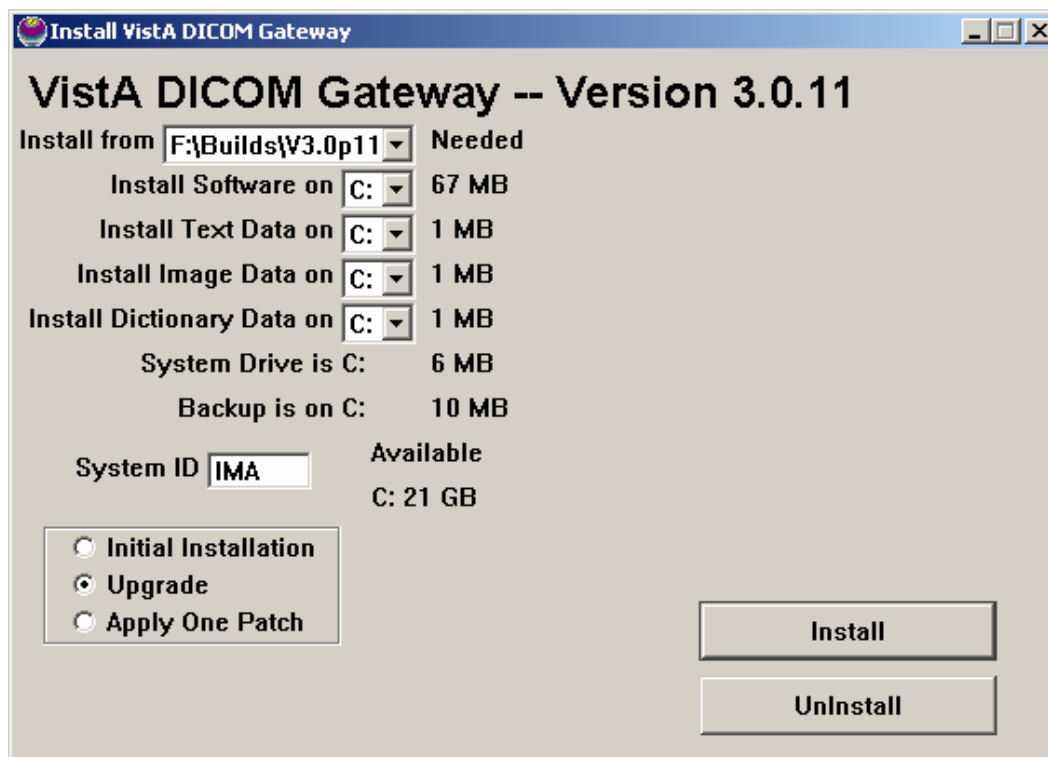 Install VistA DICOM Gateway
VistA DICOM Gateway -- Version 3.0.11
Install from F:\Builds\V3.0p11 Needed
Install Software on C: 67 MB
Install Text Data on C: 1 MB
Install Image Data on C: 1 MB
Install Dictionary Data on C: 1 MB
System Drive is C: 6 MB
Backup is on C: 10 MB
Available
System ID IMA
C: 21 GB
Initial Installation
Upgrade
Apply One Patch
Install
UnInstall